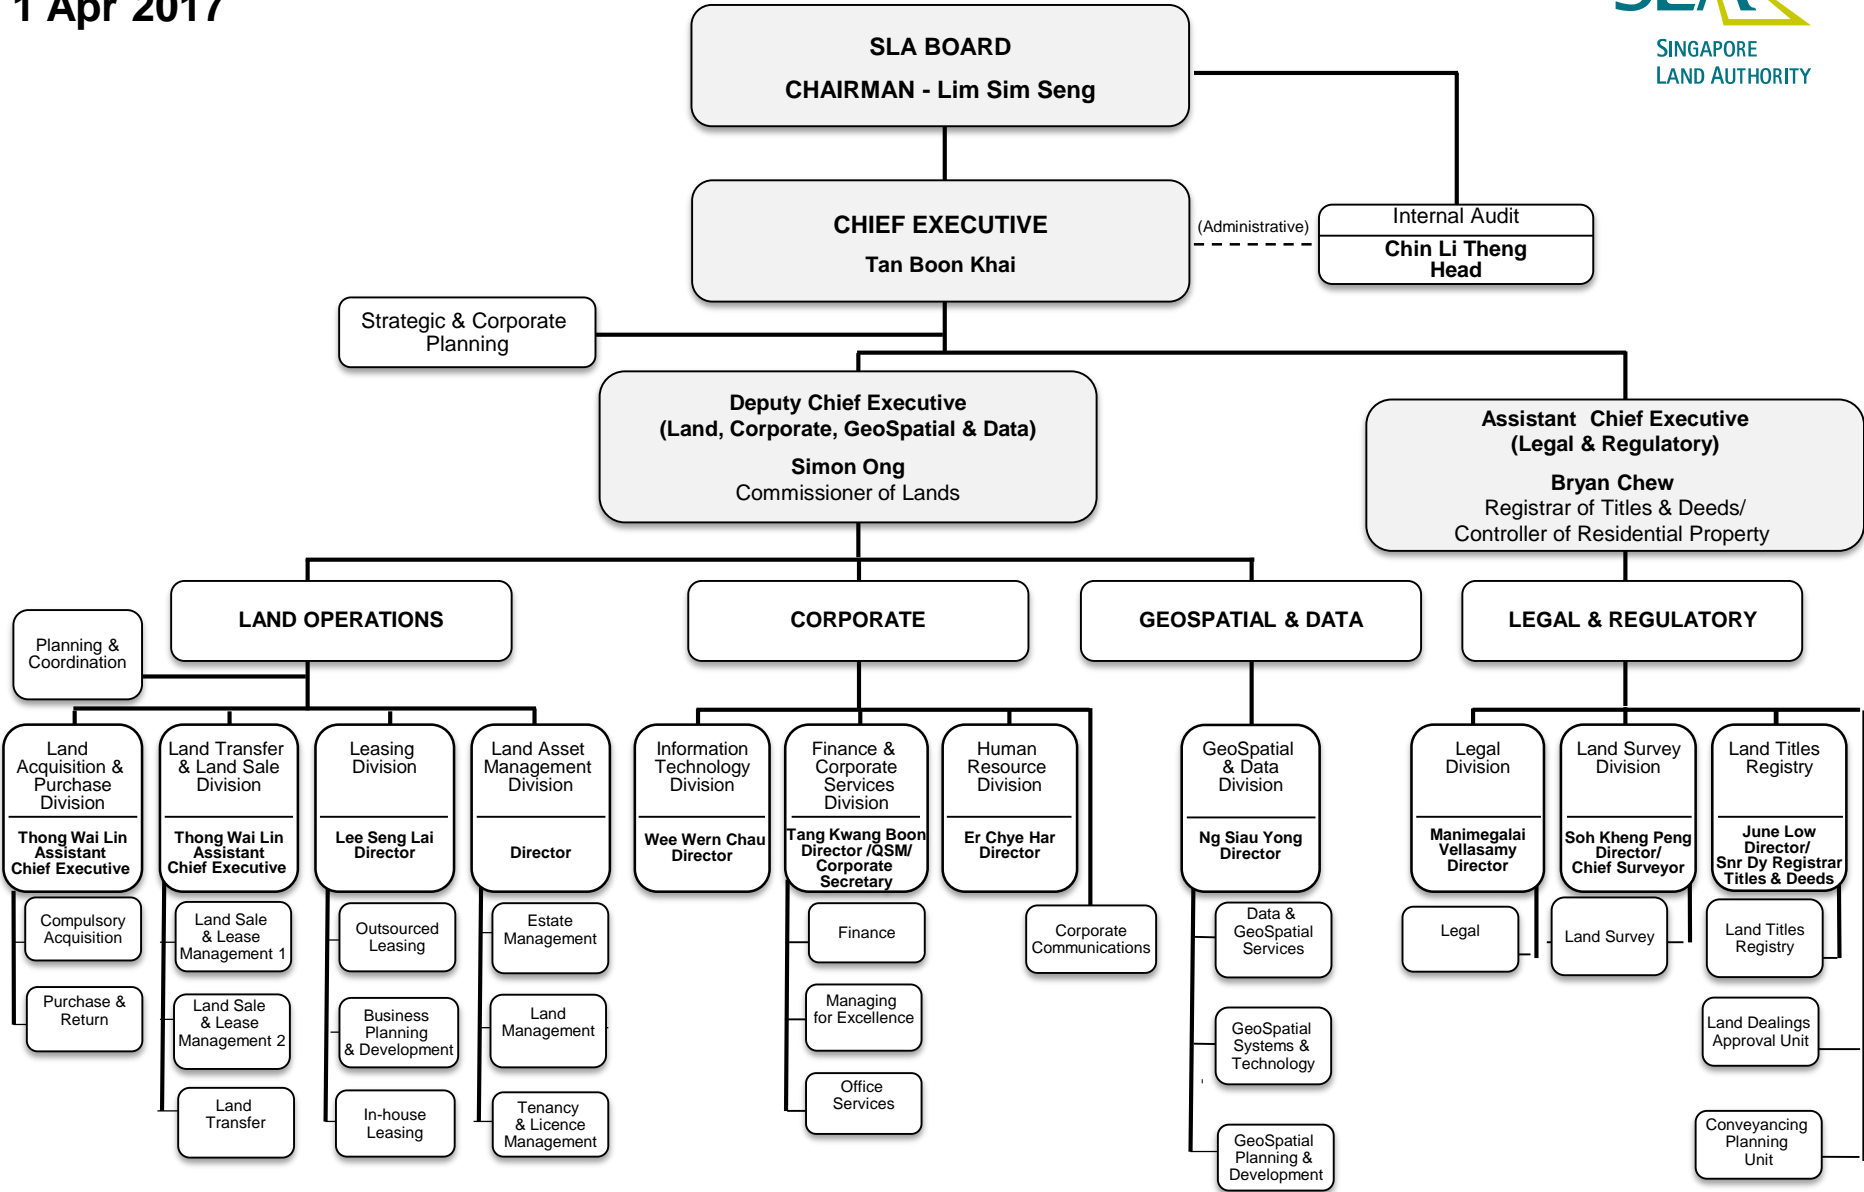 1 Apr 2017
SLA
SINGAPORE
LAND AUTHORITY
SLA BOARD
CHAIRMAN - Lim Sim Seng
CHIEF EXECUTIVE
Tan Boon Khai
(Administrative)
Internal Audit
Chin Li Theng
Head
Strategic & Corporate
Planning
Deputy Chief Executive
(Land, Corporate, GeoSpatial & Data)
Simon Ong
Commissioner of Lands
Assistant Chief Executive
(Legal & Regulatory)
Bryan Chew
Registrar of Titles & Deeds/
Controller of Residential Property
LAND OPERATIONS
CORPORATE
GEOSPATIAL & DATA
LEGAL & REGULATORY
Planning &
Coordination
Land
Acquisition &
Purchase
Division
Thong Wai Lin
Assistant
Chief Executive
Land Transfer
& Land Sale
Division
Thong Wai Lin
Assistant
Chief Executive
Leasing
Division
Lee Seng Lai
Director
Land Asset
Management
Division
Director
Information
Technology
Division
Wee Wern Chau
Director
Finance &
Corporate
Services
Division
Tang Kwang Boon
Director /QSM/
Corporate
Secretary
Human
Resource
Division
Er Chye Har
Director
GeoSpatial
& Data
Division
Ng Siau Yong
Director
Legal
Division
Manimegalai
Vellasamy
Director
Land Survey
Division
Soh Kheng Peng
Director/
Chief Surveyor
Land Titles
Registry
June Low
Director/
Snr Dy Registrar
Titles & Deeds
Compulsory
Acquisition
Purchase &
Return
Land Sale
& Lease
Management 1
Land Sale
& Lease
Management 2
Land
Transfer
Outsourced
Leasing
Business
Planning
& Development
In-house
Leasing
Estate
Management
Land
Management
Tenancy
& Licence
Management
Finance
Managing
for Excellence
Office
Services
Corporate
Communications
Data &
GeoSpatial
Services
GeoSpatial
Systems &
Technology
GeoSpatial
Planning &
Development
Legal
Land Survey
Land Titles
Registry
Land Dealings
Approval Unit
Conveyancing
Planning
Unit